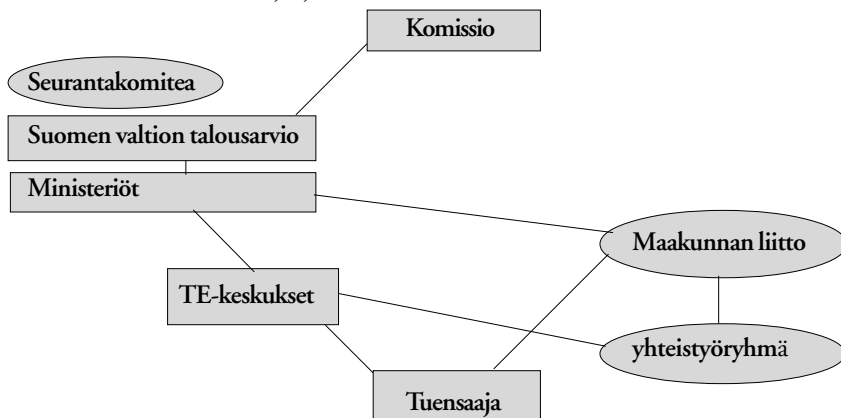 Komissio
Seurantakomitea
Suomen valtion talousarvio
Ministeriöt
Maakunnan liitto
TE-keskukset
yhteistyöryhmä
Tuensaaja